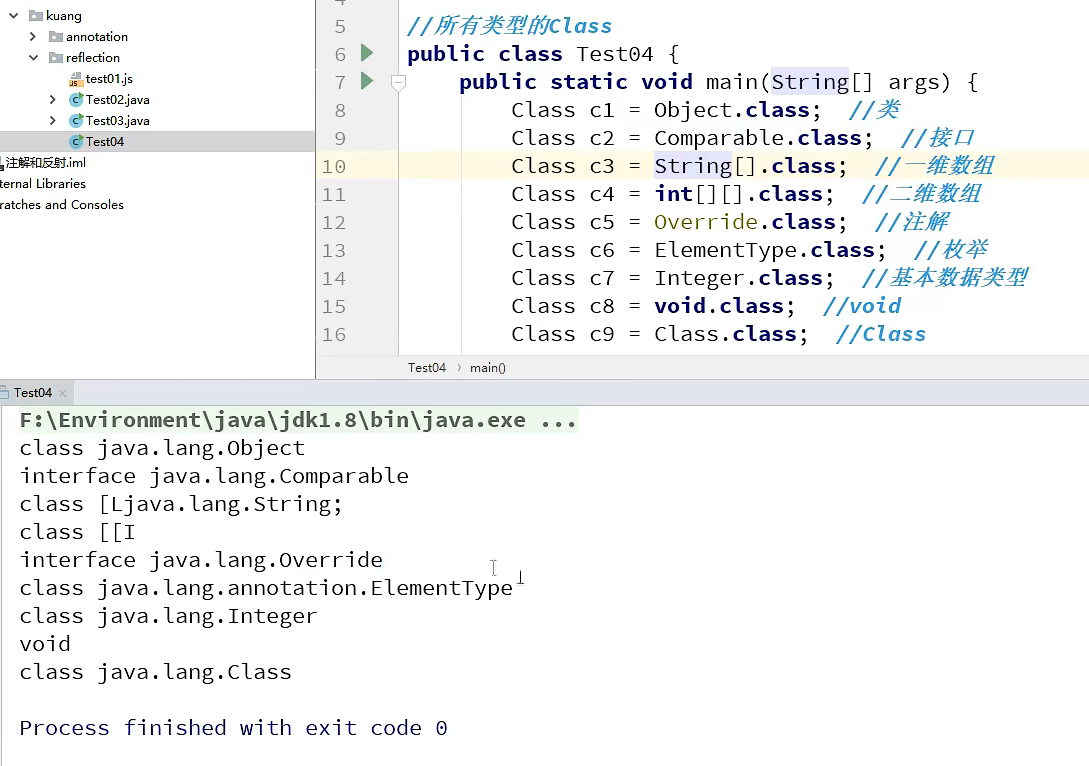 kuang
annotation
reflection
test01.js
Test02.java
Test03.java
Test04
注解和反射.iml
ternal Libraries
ratches and Consoles
5 //所有类型的Class
6 public class Test04 {
7 public static void main(String[] args) {
8 Class c1 = Object.class; //类
9 Class c2 = Comparable.class; //接口
10 Class c3 = String[].class; //一维数组
11 Class c4 = int[][].class; //二维数组
12 Class c5 = Override.class; //注解
13 Class c6 = ElementType.class; //枚举
14 Class c7 = Integer.class; //基本数据类型
15 Class c8 = void.class; //void
16 Class c9 = Class.class; //Class
Test04 › main()
Test04 ×
F:\Environment\java\jdk1.8\bin\java.exe ...
class java.lang.Object
interface java.lang.Comparable
class [Ljava.lang.String;
class [[I
interface java.lang.Override
class java.lang.annotation.ElementType
class java.lang.Integer
void
class java.lang.Class
Process finished with exit code 0